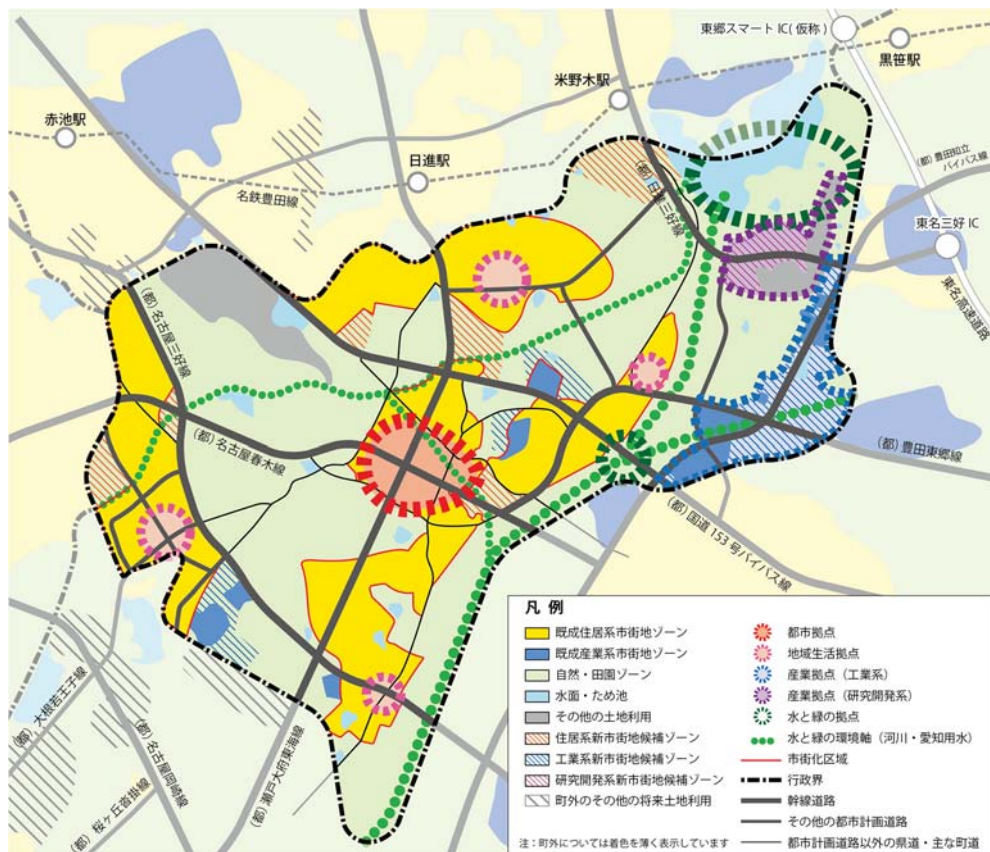 東郷スマートIC(仮称)
黒笹駅
米野木駅
赤池駅
日進駅
名鉄豊田線
(都)日進三好線
(都)豊田知立
バイパス線
東名三好IC
東名高速道路
(都)名古屋三好線
(都)名古屋春木線
(都)豊田東郷線
(都)国道153号バイパス線
(都)大根若王子線
(都)名古屋岡崎線
(都)桜ヶ丘沓掛線
(都)瀬戸大府東海線
凡例
既成住居系市街地ゾーン
既成産業系市街地ゾーン
自然・田園ゾーン
水面・ため池
その他の土地利用
住居系新市街地候補ゾーン
工業系新市街地候補ゾーン
研究開発系新市街地候補ゾーン
町外のその他の将来土地利用
都市拠点
地域生活拠点
産業拠点(工業系)
産業拠点(研究開発系)
水と緑の拠点
水と緑の環境軸(河川・愛知用水)
市街化区域
行政界
幹線道路
その他の都市計画道路
都市計画道路以外の県道・主な町道
注:町外については着色を薄く表示しています